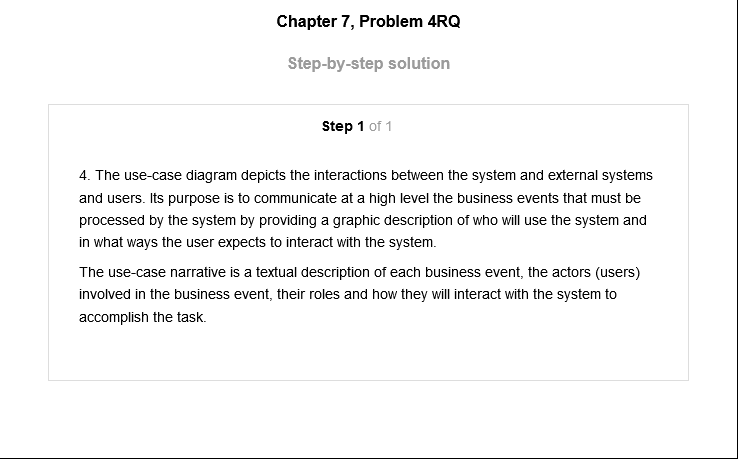 Chapter 7, Problem 4RQ
Step-by-step solution
Step 1 of 1
4. The use-case diagram depicts the interactions between the system and external systems
and users. Its purpose is to communicate at a high level the business events that must be
processed by the system by providing a graphic description of who will use the system and
in what ways the user expects to interact with the system.
The use-case narrative is a textual description of each business event, the actors (users)
involved in the business event, their roles and how they will interact with the system to
accomplish the task.